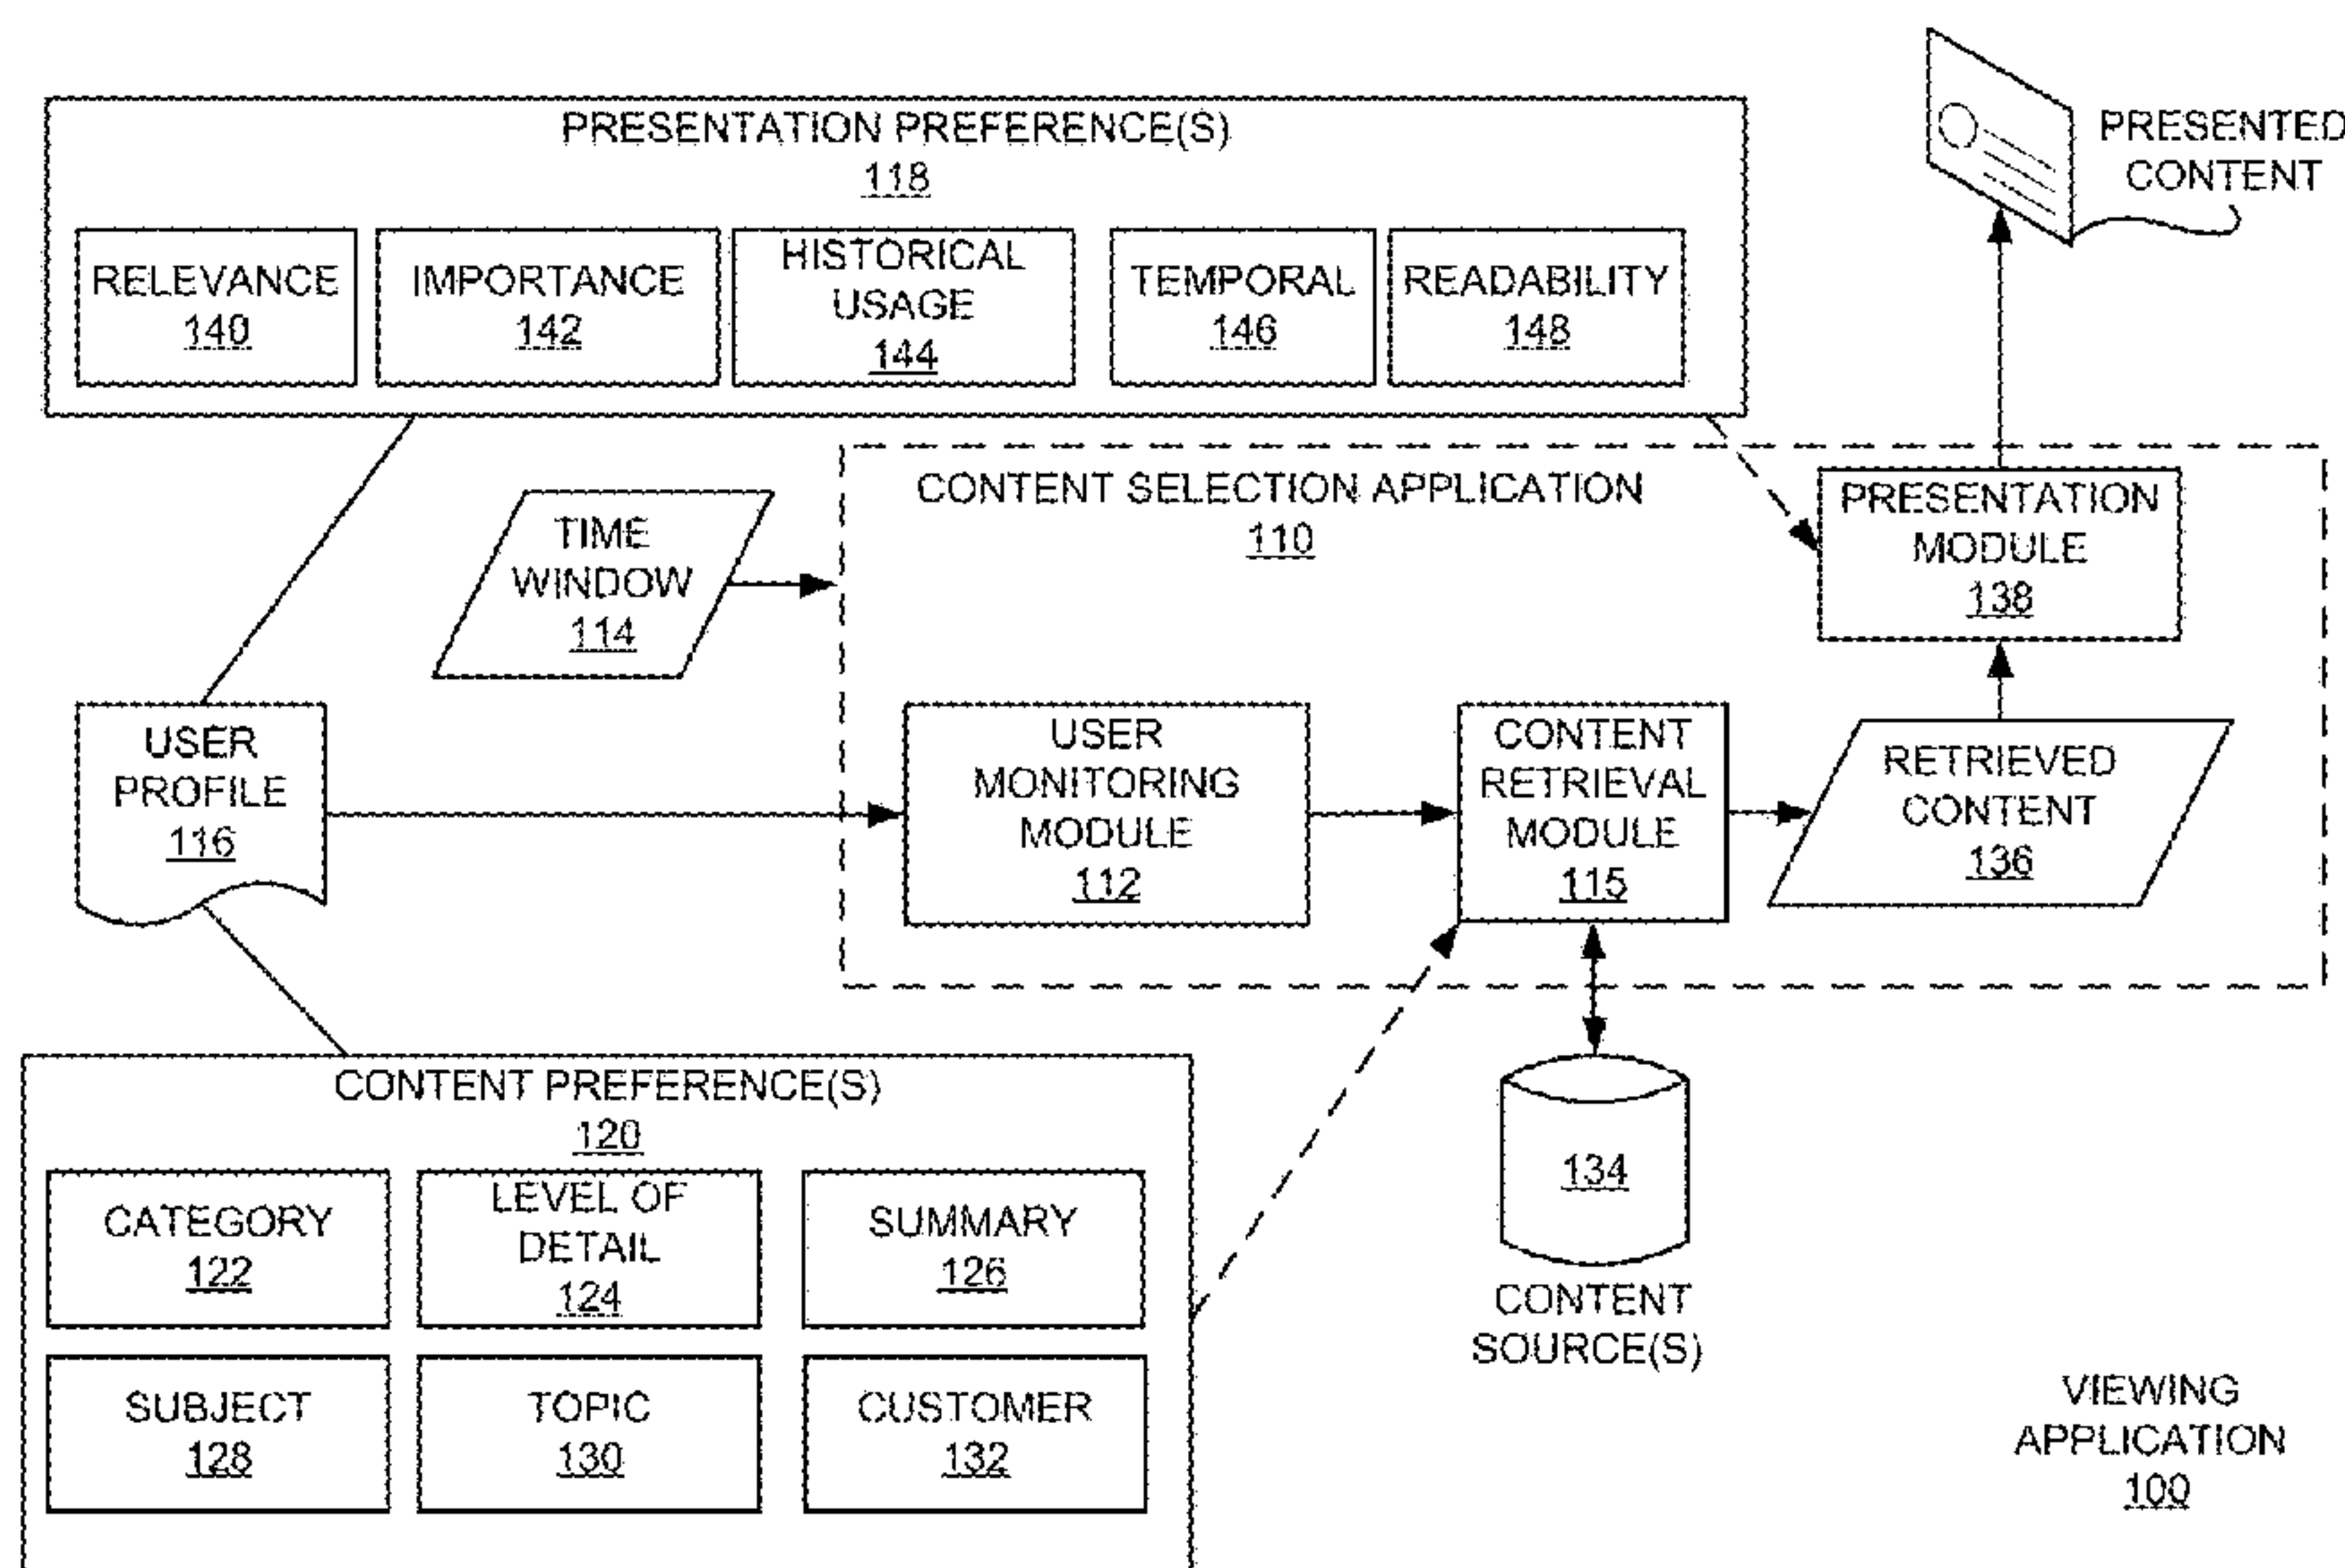 PRESENTATION PREFERENCE(S)
118
RELEVANCE
140
IMPORTANCE
142
HISTORICAL
USAGE
144
TEMPORAL
146
READABILITY
148
PRESENTED
CONTENT
TIME
WINDOW
114
CONTENT SELECTION APPLICATION
110
PRESENTATION
MODULE
138
USER
PROFILE
116
USER
MONITORING
MODULE
112
CONTENT
RETRIEVAL
MODULE
115
RETRIEVED
CONTENT
136
CONTENT PREFERENCE(S)
120
CATEGORY
122
LEVEL OF
DETAIL
124
SUMMARY
126
SUBJECT
128
TOPIC
130
CUSTOMER
132
134
CONTENT
SOURCE(S)
VIEWING
APPLICATION
100